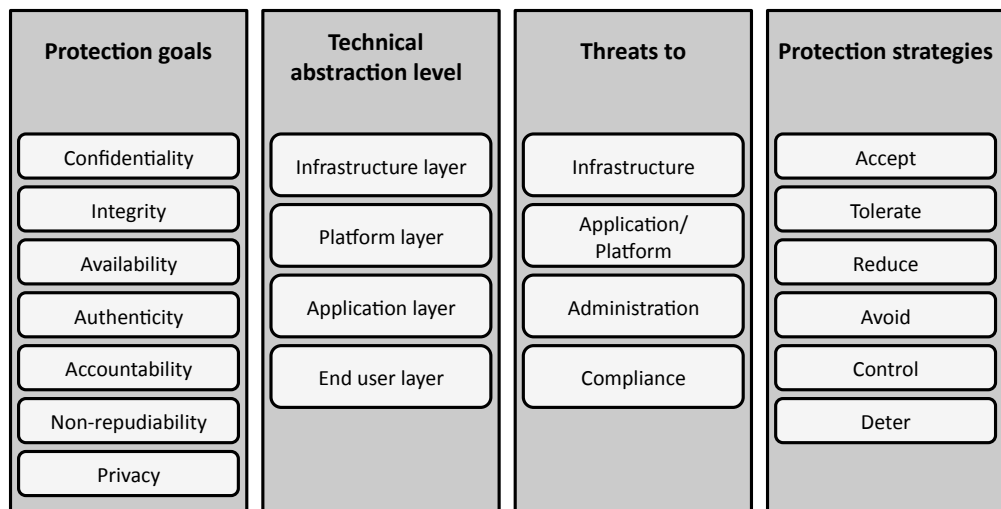 Protection goals
Confidentiality
Integrity
Availability
Authenticity
Accountability
Non-repudiability
Privacy
Technical
abstraction level
Infrastructure layer
Platform layer
Application layer
End user layer
Threats to
Infrastructure
Application/
Platform
Administration
Compliance
Protection strategies
Accept
Tolerate
Reduce
Avoid
Control
Deter